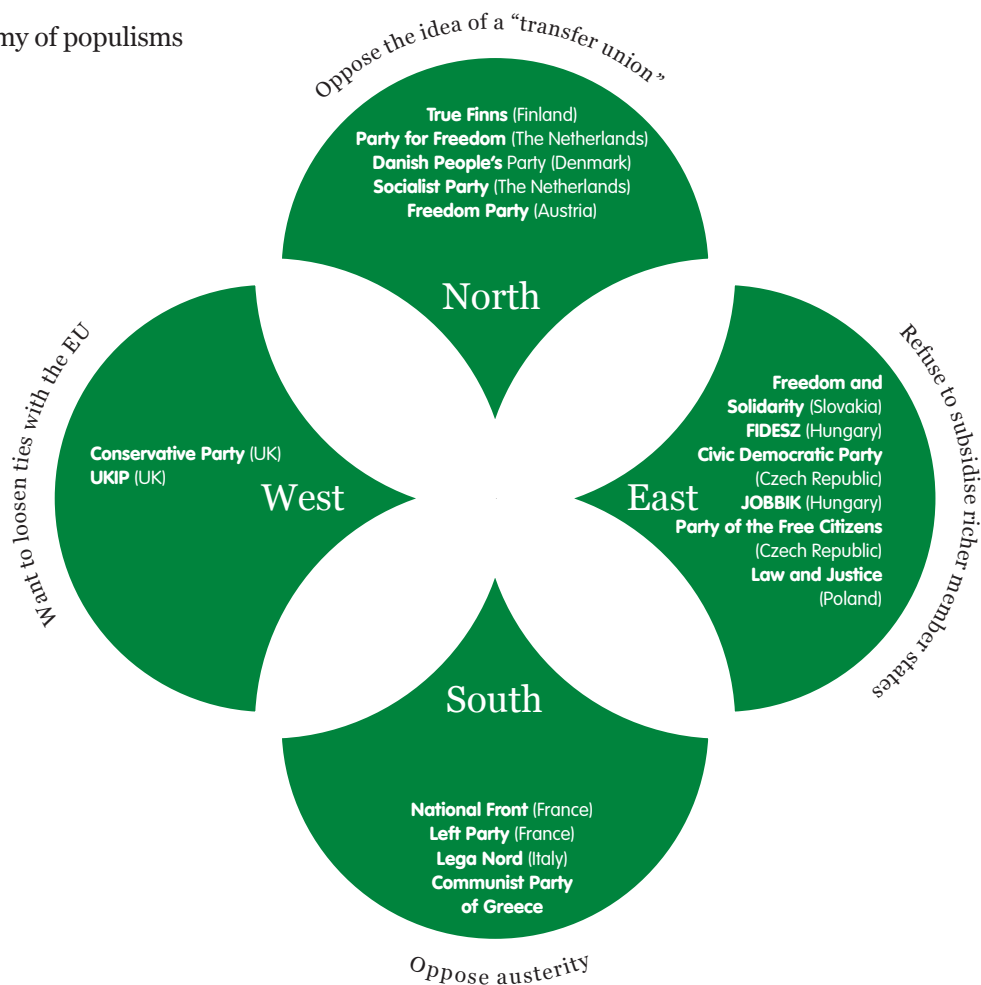 my of populisms
Oppose the idea of a “transfer union”
True Finns (Finland)
Party for Freedom (The Netherlands)
Danish People’s Party (Denmark)
Socialist Party (The Netherlands)
Freedom Party (Austria)
North
Want to loosen ties with the EU
Conservative Party (UK)
UKIP (UK)
West
Refuse to subsidise richer member states
Freedom and
Solidarity (Slovakia)
FIDESZ (Hungary)
Civic Democratic Party
(Czech Republic)
JOBBIK (Hungary)
Party of the Free Citizens
(Czech Republic)
Law and Justice
(Poland)
East
South
National Front (France)
Left Party (France)
Lega Nord (Italy)
Communist Party
of Greece
Oppose austerity